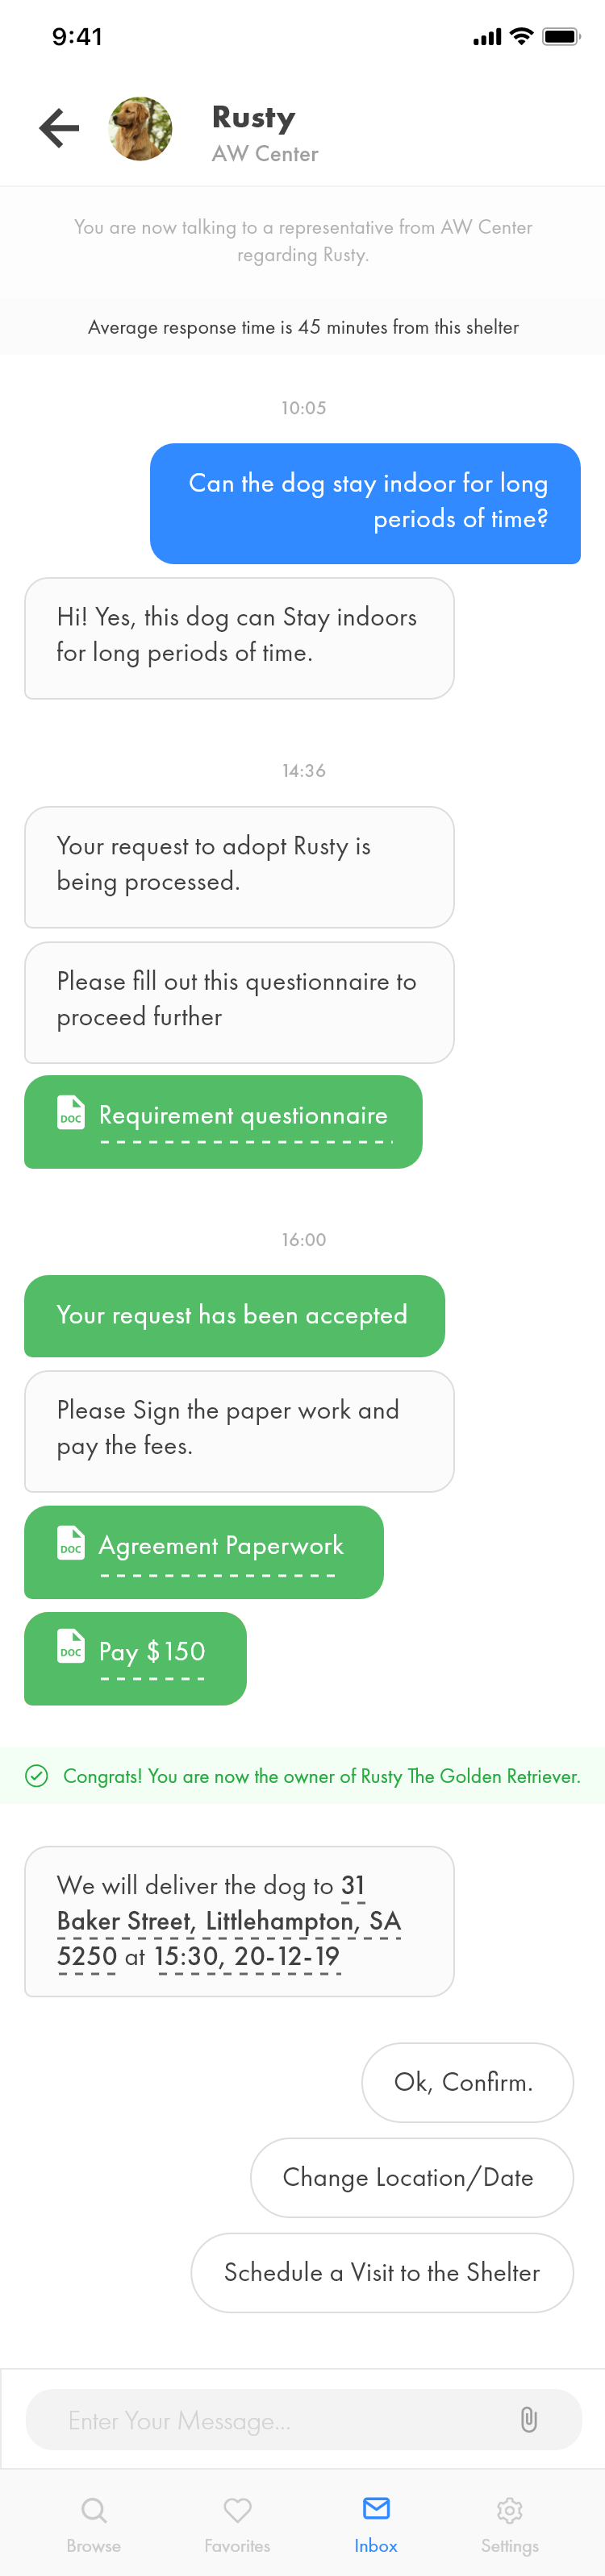 9:41
Rusty
AW Center
You are now talking to a representative from AW Center
regarding Rusty.
Average response time is 45 minutes from this shelter
10:05
Can the dog stay indoor for long
periods of time?
Hi! Yes, this dog can Stay indoors
for long periods of time.
14:36
Your request to adopt Rusty is
being processed.
Please fill out this questionnaire to
proceed further
DOC Requirement questionnaire
16:00
Your request has been accepted
Please Sign the paper work and
pay the fees.
DOC Agreement Paperwork
DOC Pay $150
Congrats! You are now the owner of Rusty The Golden Retriever.
We will deliver the dog to 31
Baker Street, Littlehampton, SA
5250 at 15:30, 20-12-19
Ok, Confirm.
Change Location/Date
Schedule a Visit to the Shelter
Enter Your Message...
Browse Favorites Inbox Settings